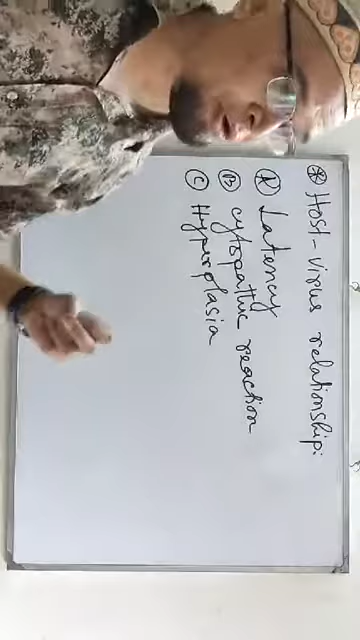 * Host-virus relationship:
A Latency
B cytopathic reaction
C Hyperplasia